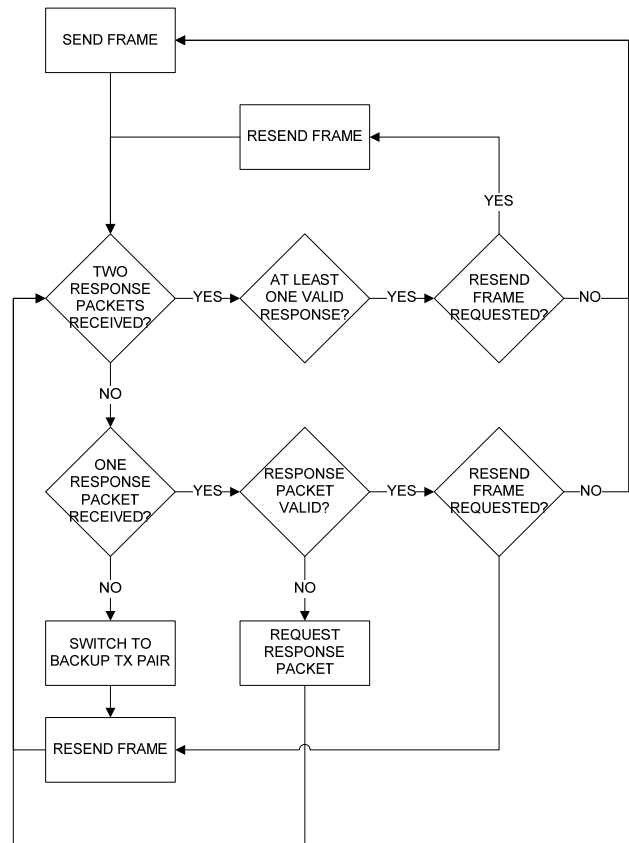 SEND FRAME
RESEND FRAME
YES
TWO
RESPONSE
PACKETS
RECEIVED?
YES
AT LEAST
ONE VALID
RESPONSE?
YES
RESEND
FRAME
REQUESTED?
NO
NO
ONE
RESPONSE
PACKET
RECEIVED?
YES
RESPONSE
PACKET
VALID?
YES
RESEND
FRAME
REQUESTED?
NO
NO
NO
SWITCH TO
BACKUP TX PAIR
REQUEST
RESPONSE
PACKET
RESEND FRAME